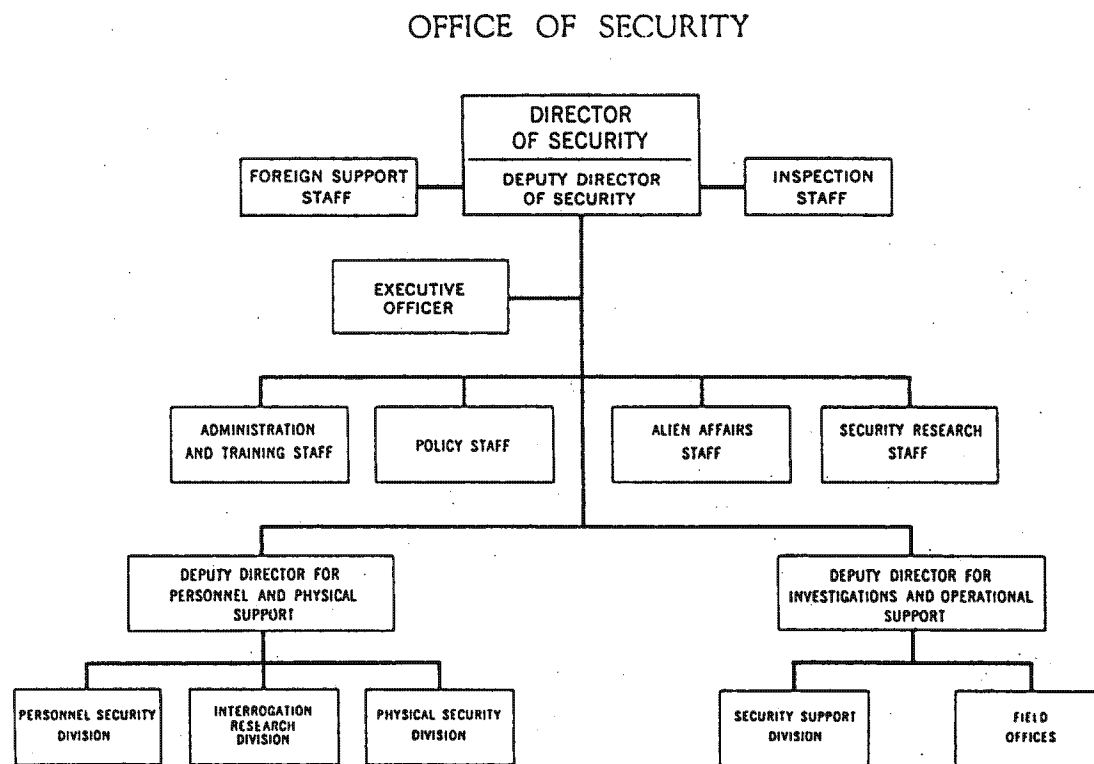 OFFICE OF SECURITY
DIRECTOR
OF SECURITY
DEPUTY DIRECTOR
OF SECURITY
FOREIGN SUPPORT
STAFF
INSPECTION
STAFF
EXECUTIVE
OFFICER
ADMINISTRATION
AND TRAINING STAFF
POLICY STAFF
ALIEN AFFAIRS
STAFF
SECURITY RESEARCH
STAFF
DEPUTY DIRECTOR FOR
PERSONNEL AND PHYSICAL
SUPPORT
DEPUTY DIRECTOR FOR
INVESTIGATIONS AND OPERATIONAL
SUPPORT
PERSONNEL SECURITY
DIVISION
INTERROGATION
RESEARCH
DIVISION
PHYSICAL SECURITY
DIVISION
SECURITY SUPPORT
DIVISION
FIELD
OFFICES